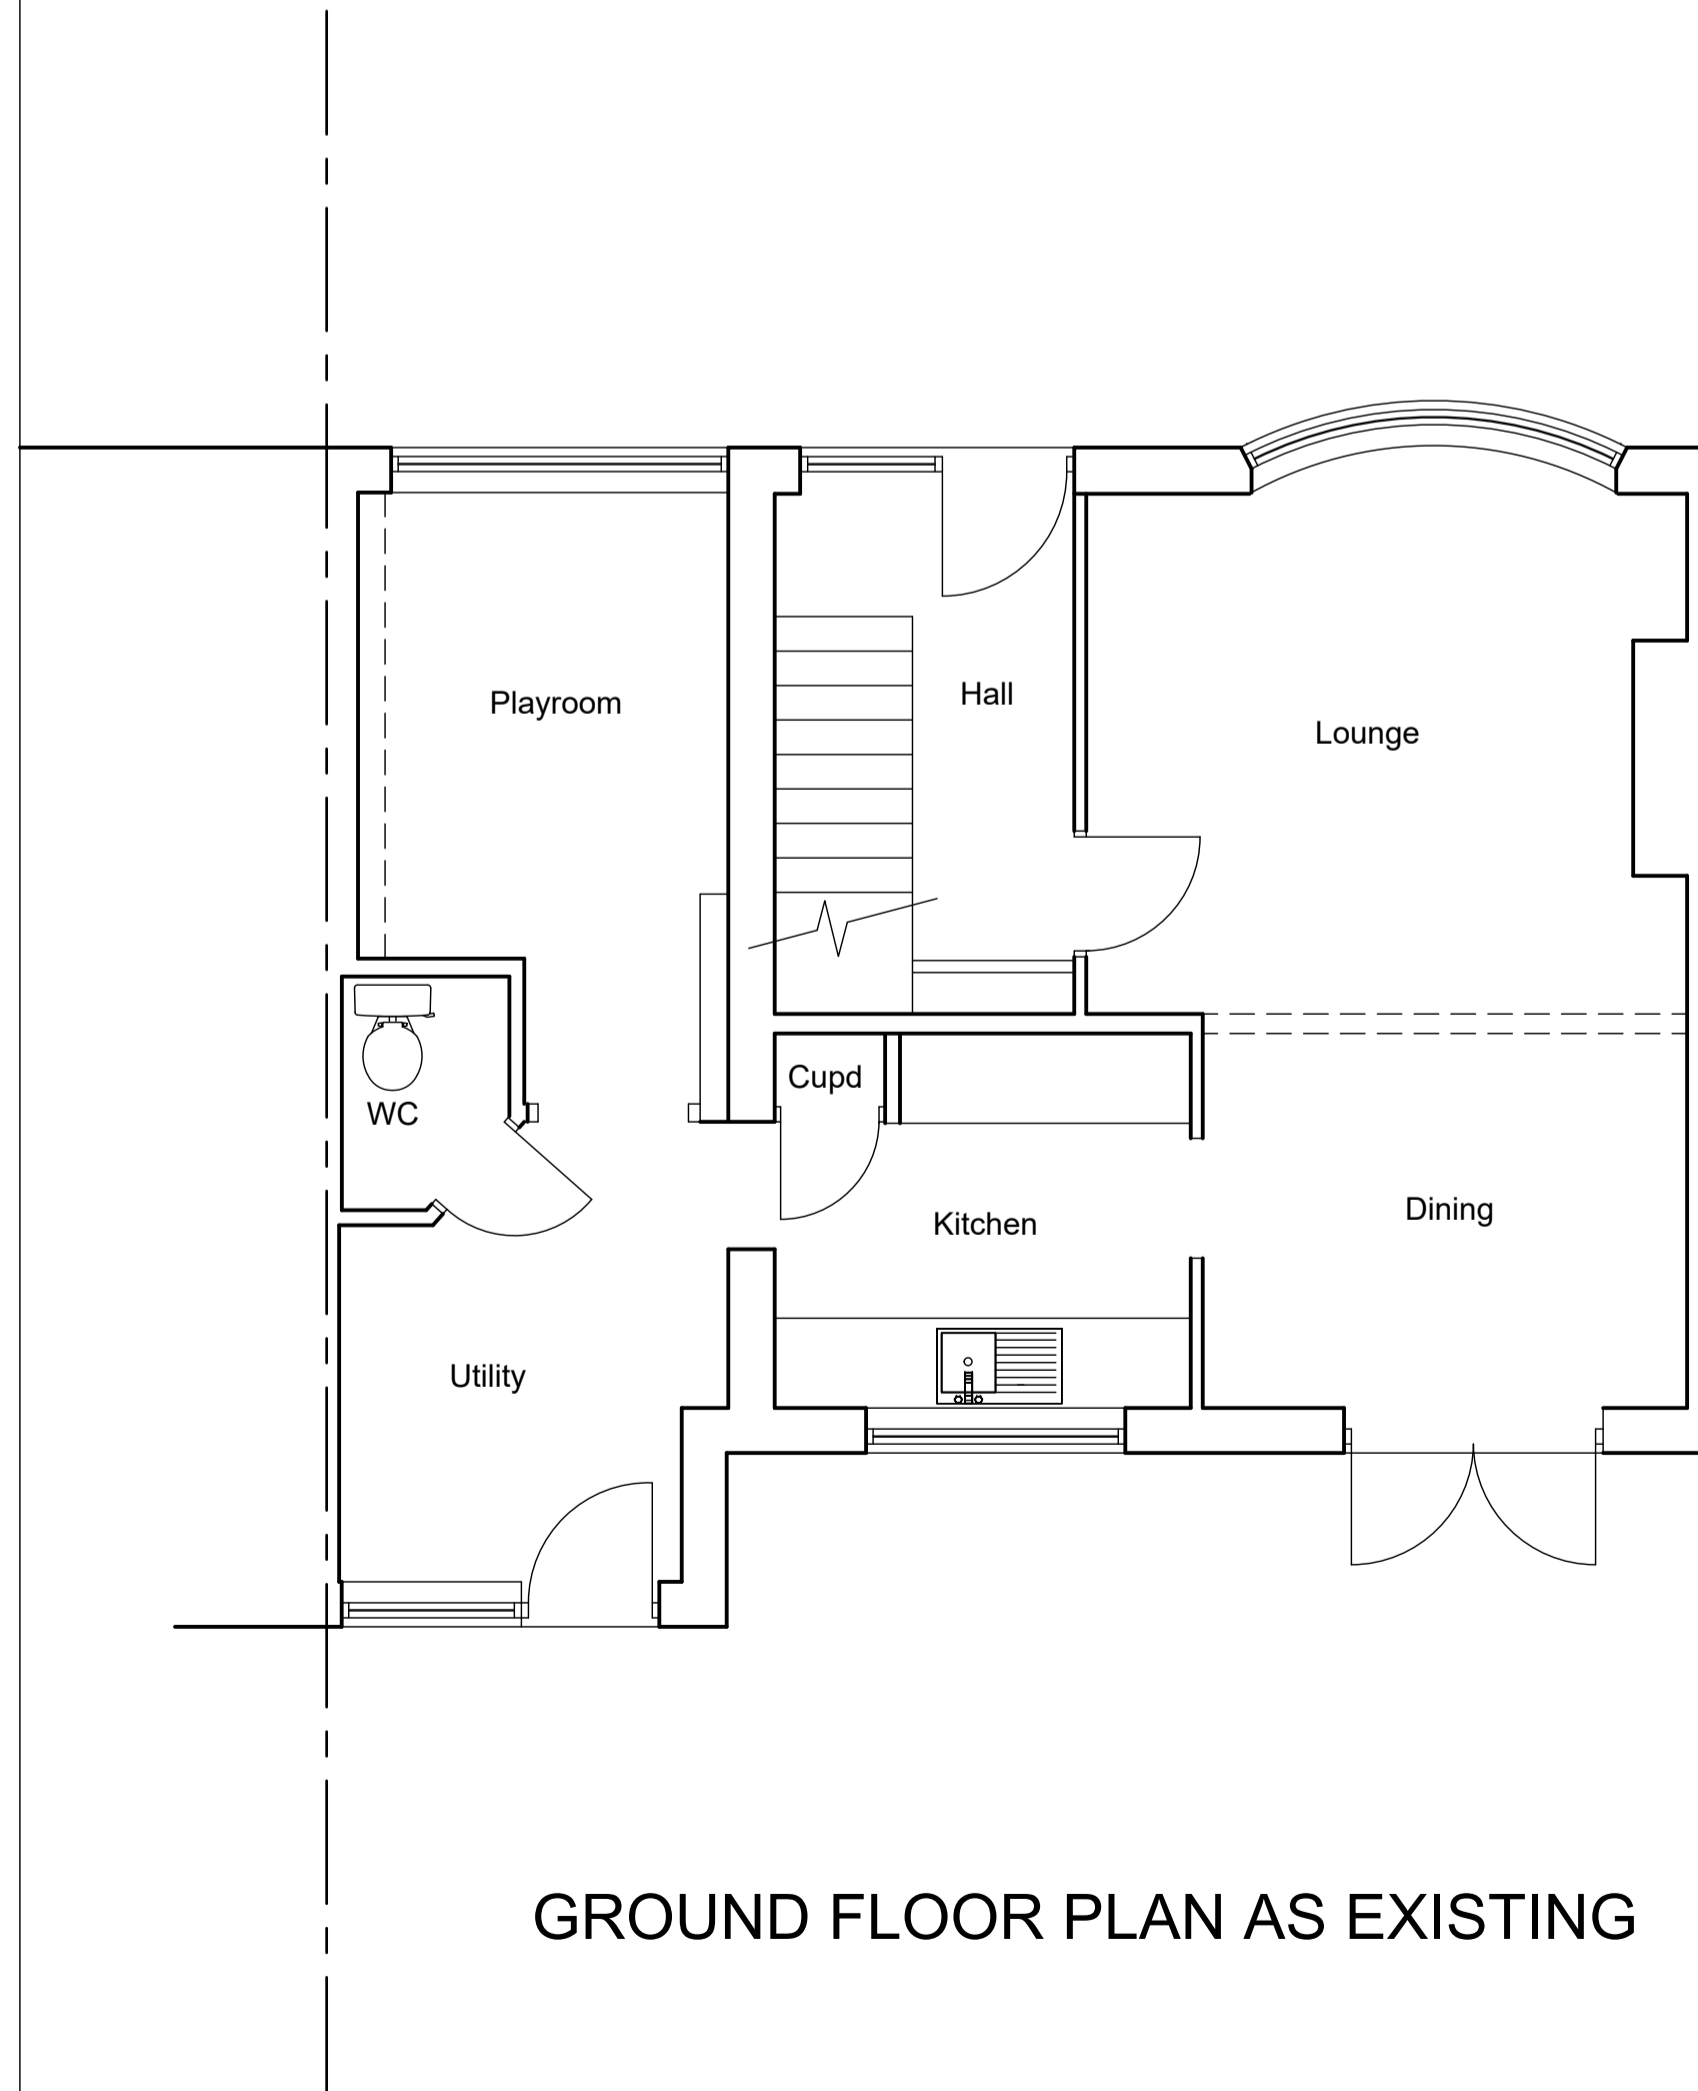 Playroom
Hall
Lounge
Cupd
WC
Kitchen
Dining
Utility
GROUND FLOOR PLAN AS EXISTING